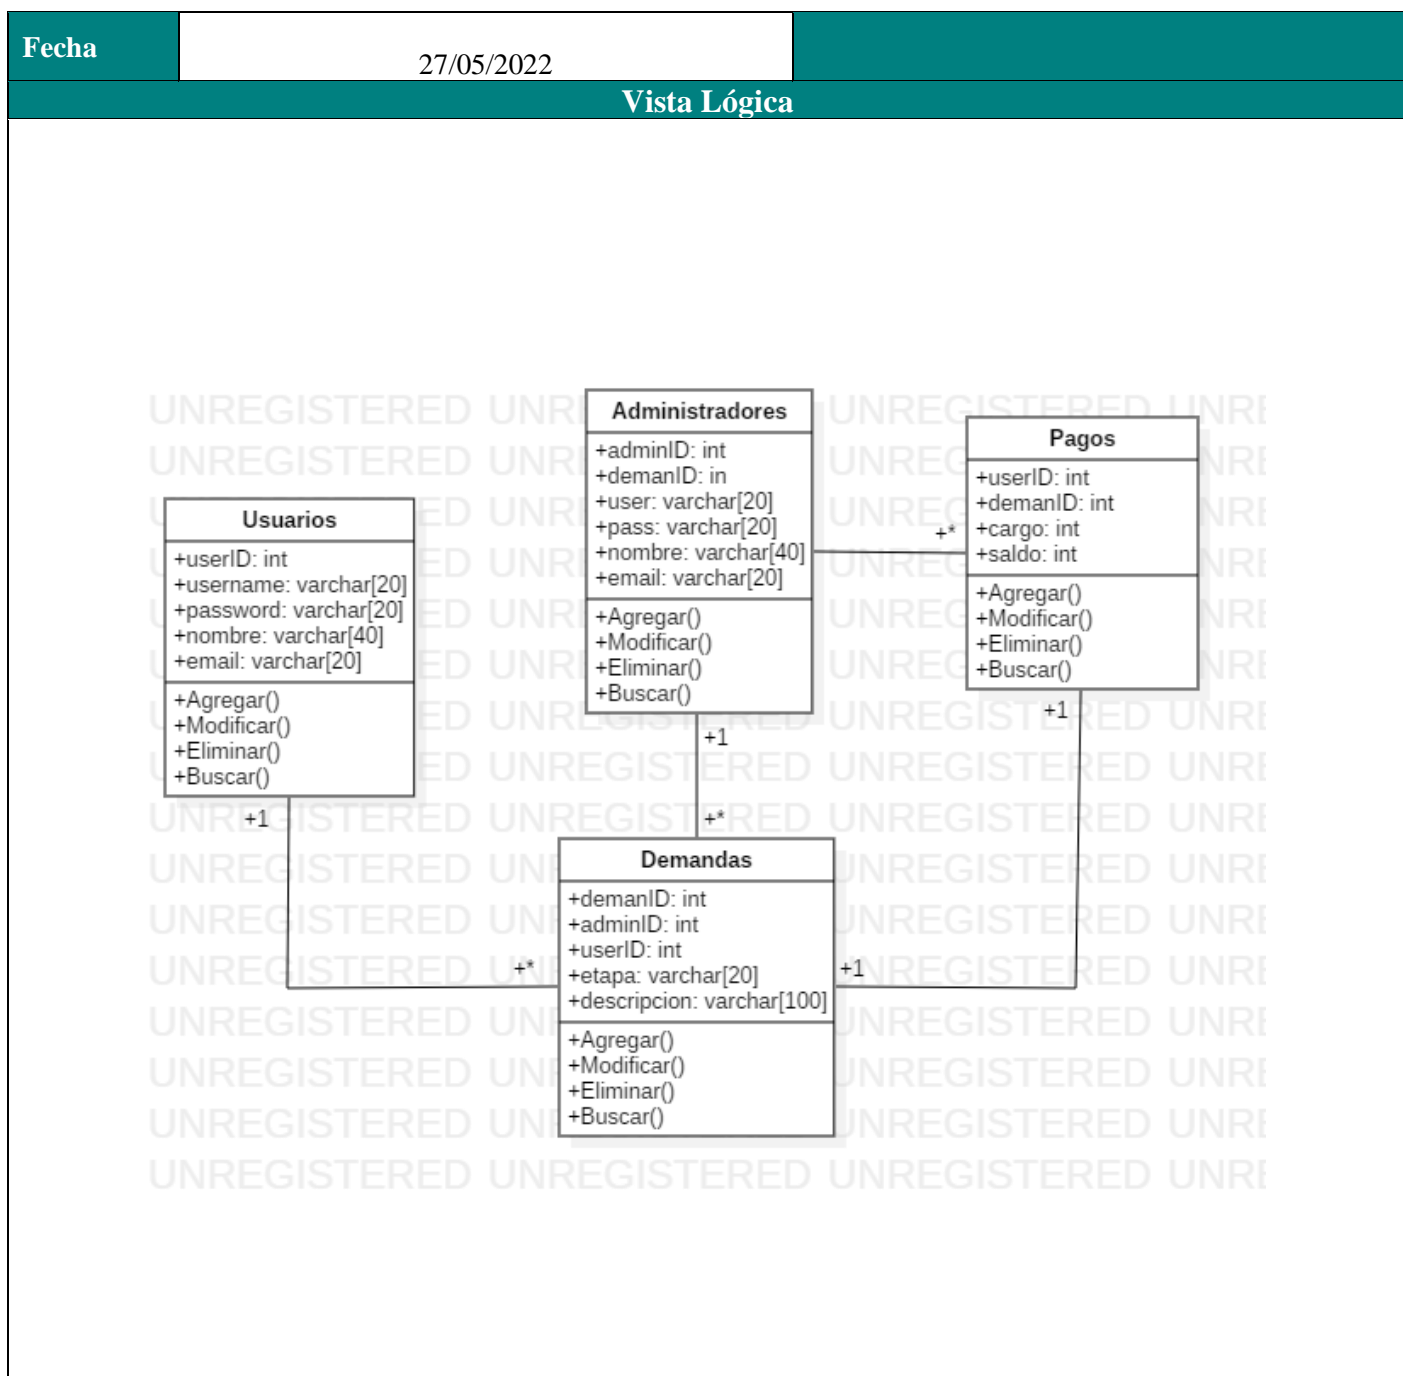 Fecha
27/05/2022
Vista Lógica
Administradores
+adminID: int
+demanID: in
+user: varchar[20]
+pass: varchar[20]
+nombre: varchar[40]
+email: varchar[20]
+Agregar()
+Modificar()
+Eliminar()
+Buscar()
Pagos
+userID: int
+demanID: int
+cargo: int
+saldo: int
+Agregar()
+Modificar()
+Eliminar()
+Buscar()
+*
+1
Usuarios
+userID: int
+username: varchar[20]
+password: varchar[20]
+nombre: varchar[40]
+email: varchar[20]
+Agregar()
+Modificar()
+Eliminar()
+Buscar()
+1
+1
+*
Demandas
+demanID: int
+adminID: int
+userID: int
+etapa: varchar[20]
+descripcion: varchar[100]
+Agregar()
+Modificar()
+Eliminar()
+Buscar()
+*
+1
UNREGISTERED